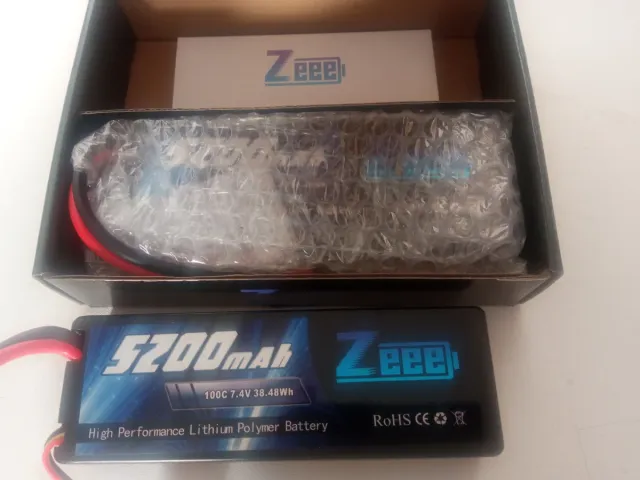 Zeee
5200mAh
Zeee
100C 7.4V 38.48Wh
RoHS CE
High Performance Lithium Polymer Battery